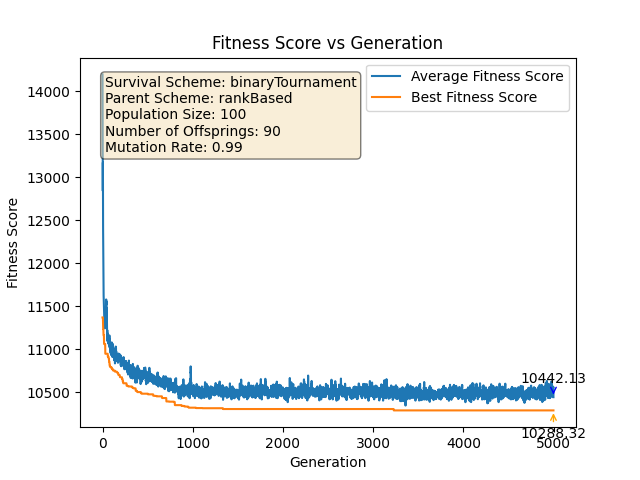 Fitness Score vs Generation
Survival Scheme: binaryTournament
Parent Scheme: rankBased
Population Size: 100
Number of Offsprings: 90
Mutation Rate: 0.99
Average Fitness Score
Best Fitness Score
Fitness Score
14000
13500
13000
12500
12000
11500
11000
10500
10442.13
10288.32
0
1000
2000
3000
4000
5000
Generation